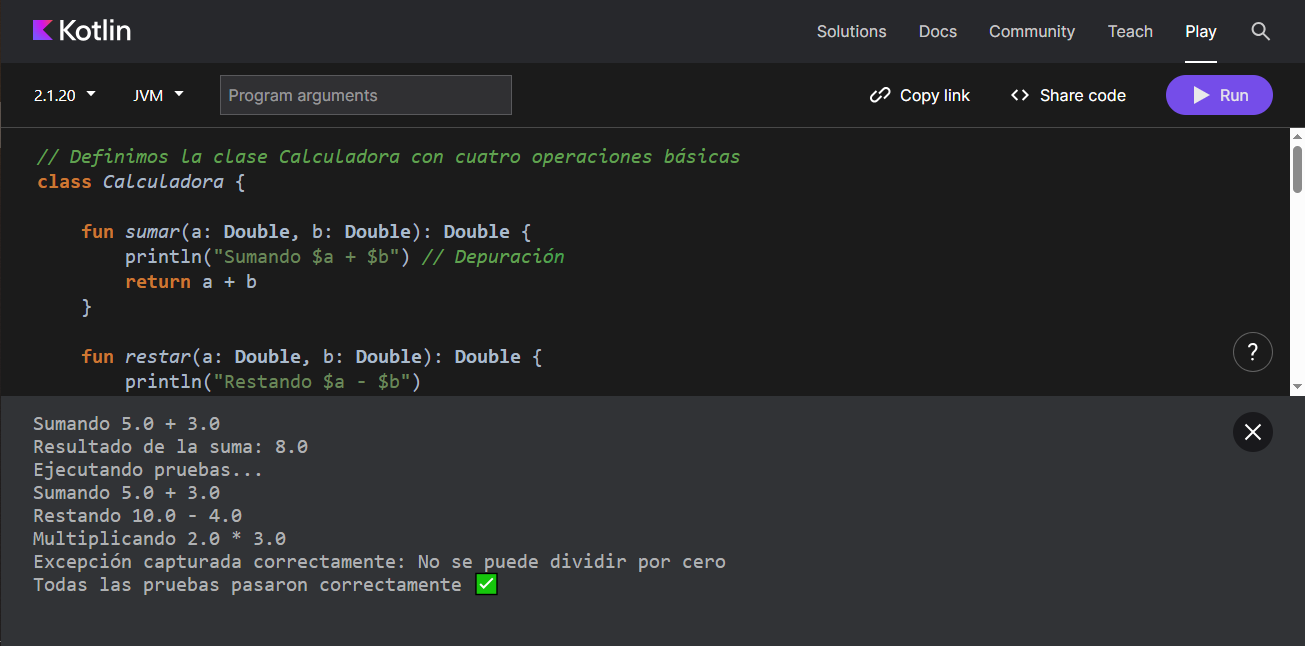 Kotlin
Solutions Docs Community Teach Play
2.1.20 JVM Program arguments Copy link <> Share code Run
// Definimos la clase Calculadora con cuatro operaciones básicas
class Calculadora {
    fun sumar(a: Double, b: Double): Double {
        println("Sumando $a + $b") // Depuración
        return a + b
    }
    fun restar(a: Double, b: Double): Double {
        println("Restando $a - $b")
?
Sumando 5.0 + 3.0
Resultado de la suma: 8.0
Ejecutando pruebas...
Sumando 5.0 + 3.0
Restando 10.0 - 4.0
Multiplicando 2.0 * 3.0
Excepción capturada correctamente: No se puede dividir por cero
Todas las pruebas pasaron correctamente ✅